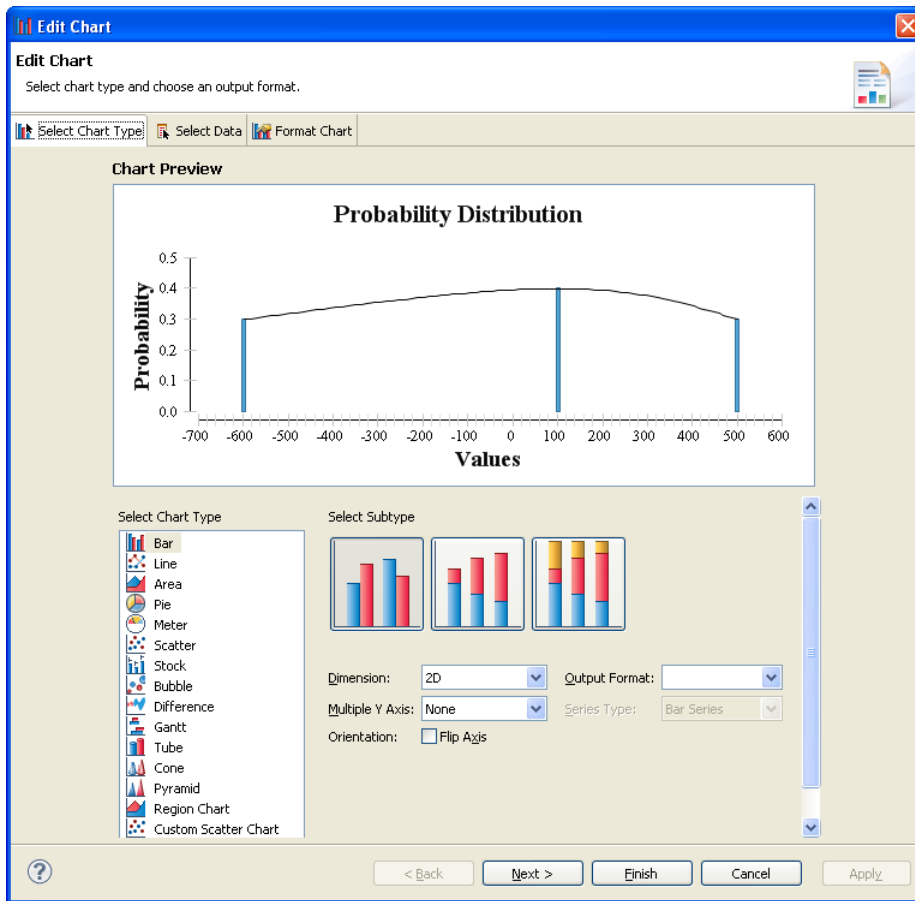 Edit Chart
Edit Chart
Select chart type and choose an output format.
Select Chart Type Select Data Format Chart
Chart Preview
Probability Distribution
Probability
0.5
0.4
0.3
0.2
0.1
0.0
-700 -600 -500 -400 -300 -200 -100 0 100 200 300 400 500 600
Values
Select Chart Type
Bar
Line
Area
Pie
Meter
Scatter
Stock
Bubble
Difference
Gantt
Tube
Cone
Pyramid
Region Chart
Custom Scatter Chart
Select Subtype
Dimension: 2D Output Format:
Multiple Y Axis: None Series Type: Bar Series
Orientation: Flip Axis
? < Back Next > Finish Cancel Apply